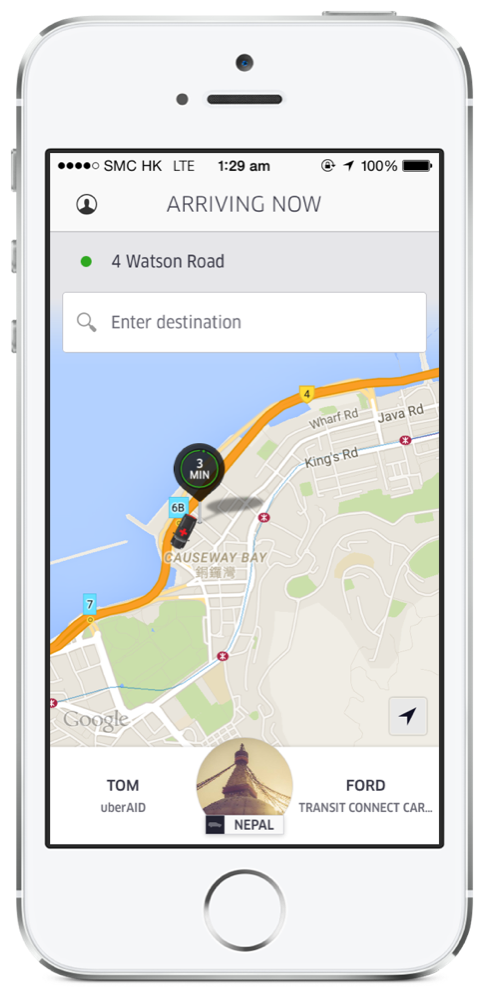 SMC HK LTE 1:29 am 100%
ARRIVING NOW
4 Watson Road
Enter destination
4
Wharf Rd
Java Rd
King's Rd
3
MIN
6B
CAUSEWAY BAY
銅鑼灣
7
Google
TOM
FORD
uberAID
TRANSIT CONNECT CAR...
NEPAL